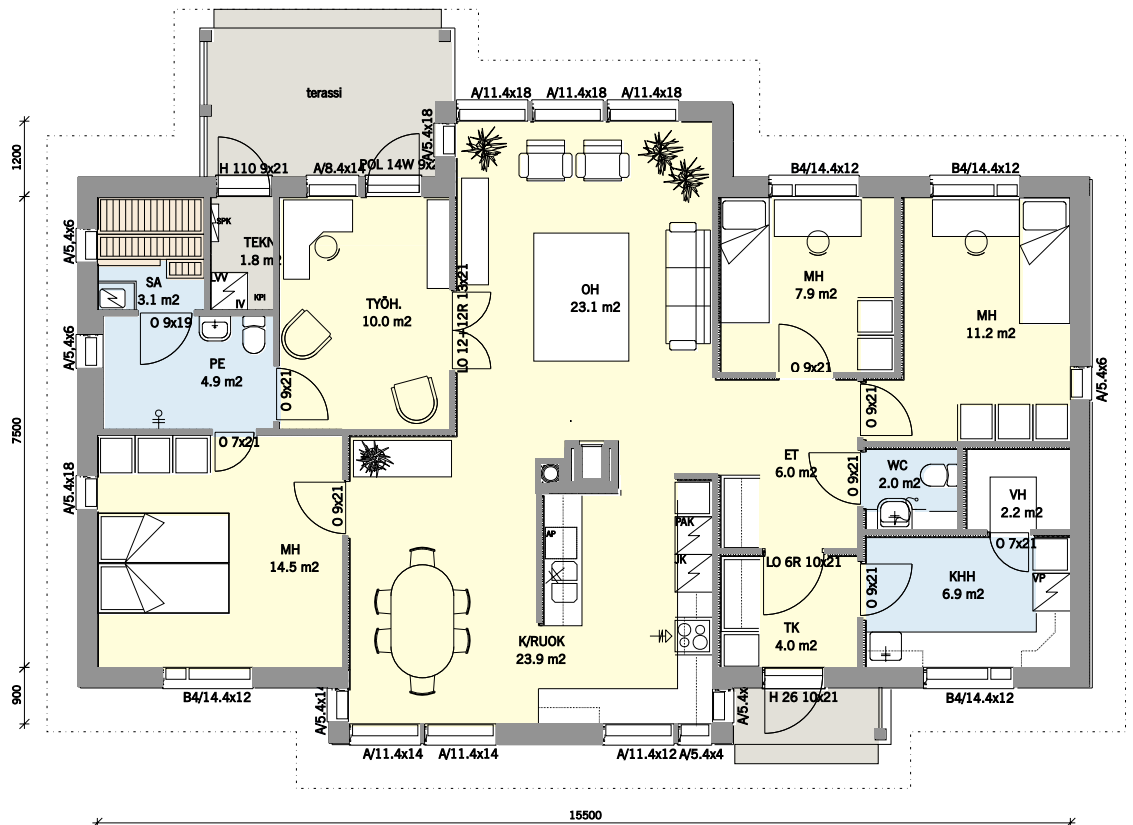 terassi
A/11.4x18
A/11.4x18
A/11.4x18
A/5.4x18
H 110 9x21
A/8.4x14
POL 14W 9x2
B4/14.4x12
B4/14.4x12
1200
A/5.4x6
SPK
TEKN
1.8 m2
LVV
IV
KPI
SA
3.1 m2
O 9x19
TYÖH.
10.0 m2
LO 12+A12R 13x21
OH
23.1 m2
MH
7.9 m2
O 9x21
MH
11.2 m2
A/5.4x6
PE
4.9 m2
O 9x21
O 7x21
O 9x21
A/5.4x6
7500
A/5.4x18
O 9x21
MH
14.5 m2
AP
PAK
JK
ET
6.0 m2
O 9x21
WC
2.0 m2
VH
2.2 m2
O 7x21
LO 6R 10x21
O 9x21
KHH
6.9 m2
VP
K/RUOK
23.9 m2
TK
4.0 m2
900
B4/14.4x12
A/5.4x14
A/5.4x
H 26 10x21
B4/14.4x12
A/11.4x14
A/11.4x14
A/11.4x12
A/5.4x4
15500